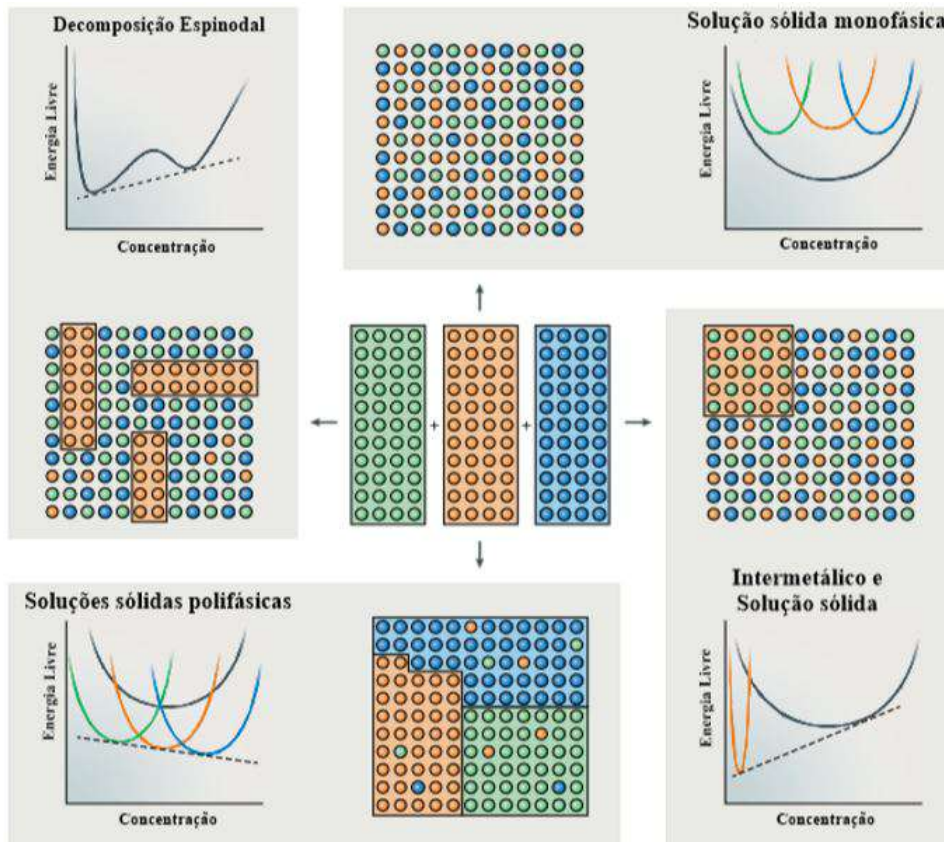 Decomposição Espinodal
Energia Livre
Concentração
Solução sólida monofásica
Energia Livre
Concentração
+
+
Soluções sólidas polifásicas
Energia Livre
Concentração
Intermetálico e
Solução sólida
Energia Livre
Concentração